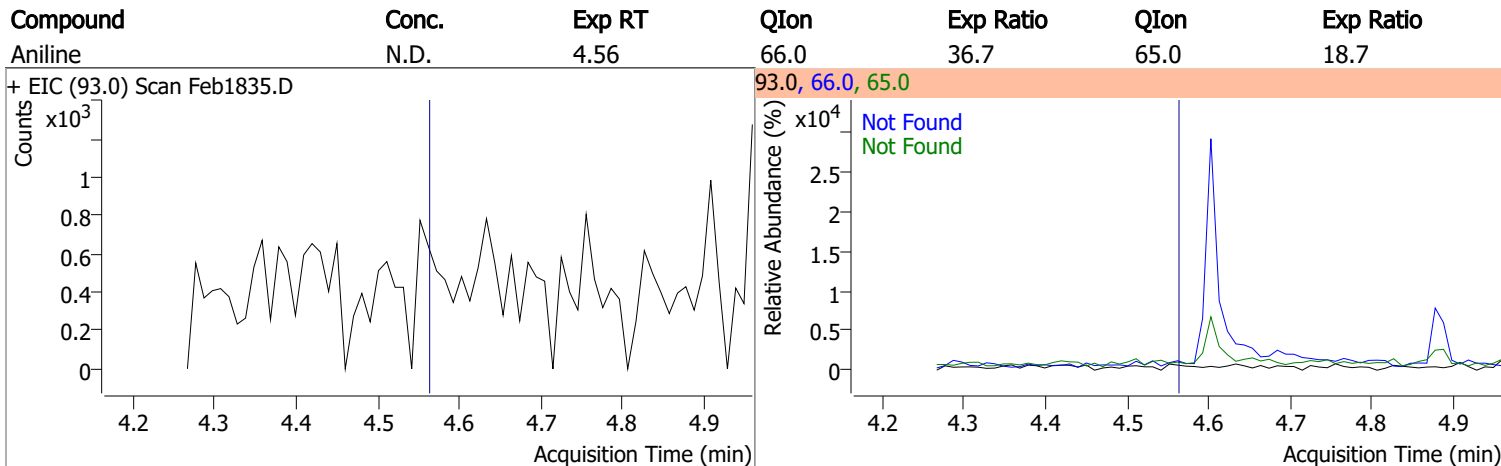 Compound Conc. Exp RT QIon Exp Ratio QIon Exp Ratio
Aniline N.D. 4.56 66.0 36.7 65.0 18.7
+ EIC (93.0) Scan Feb1835.D
Counts
x10³
1
0.8
0.6
0.4
0.2
0
4.2 4.3 4.4 4.5 4.6 4.7 4.8 4.9
Acquisition Time (min)
93.0, 66.0, 65.0
Relative Abundance (%)
x10⁴
Not Found
Not Found
2.5
2
1.5
1
0.5
0
4.2 4.3 4.4 4.5 4.6 4.7 4.8 4.9
Acquisition Time (min)